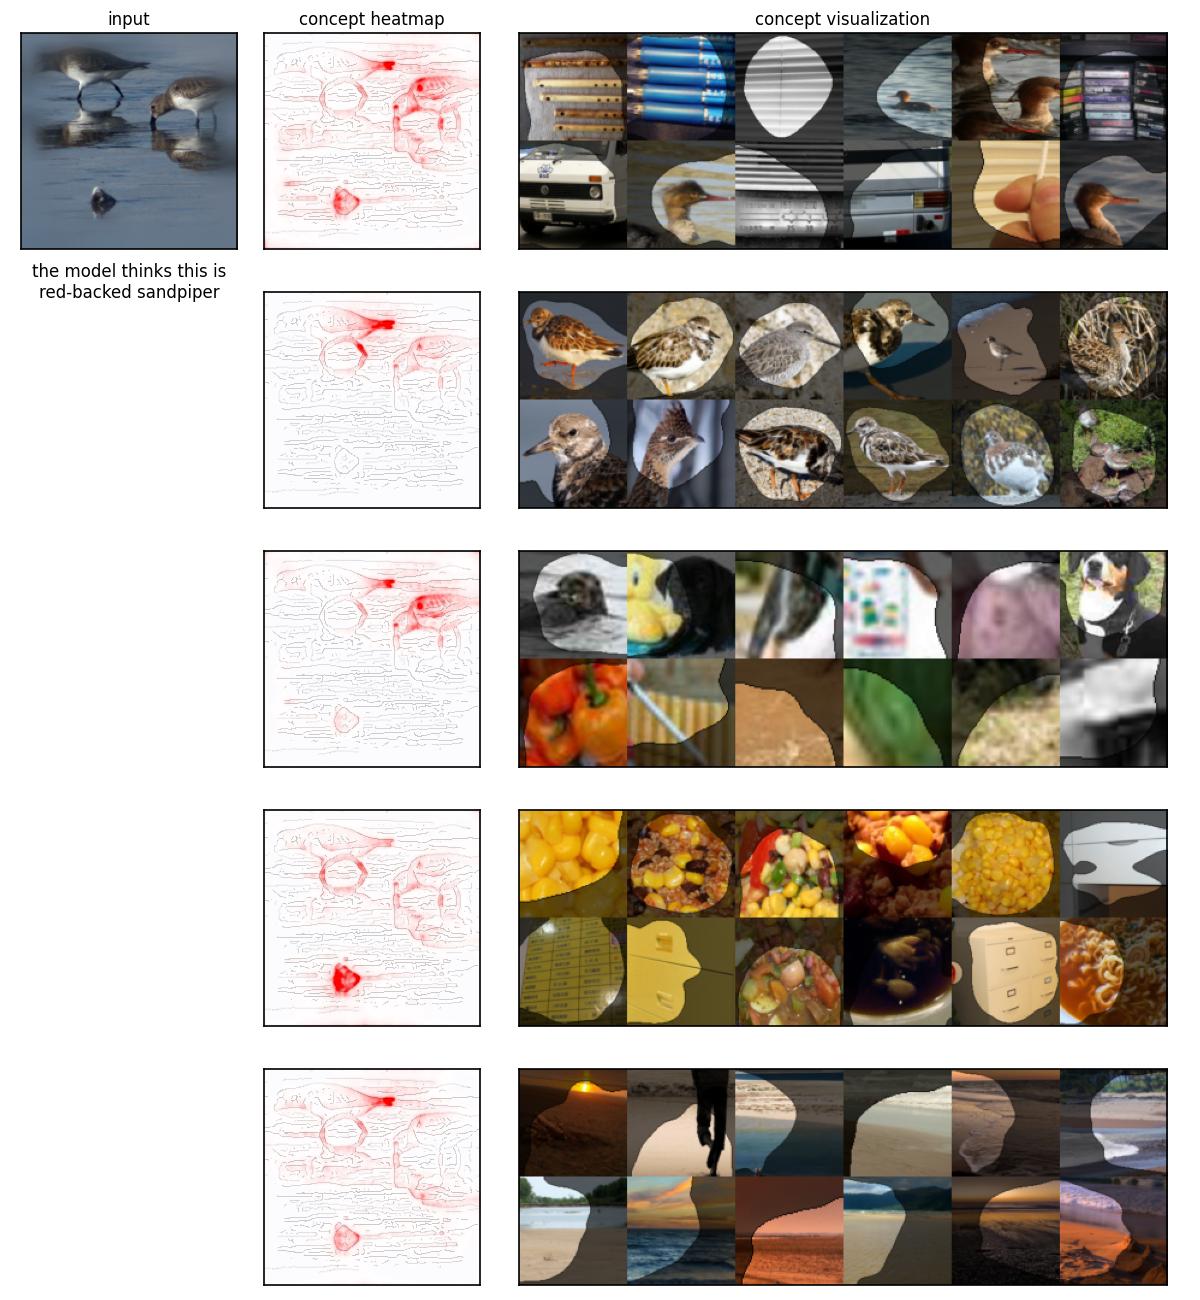 input
concept heatmap
concept visualization
the model thinks this is
red-backed sandpiper